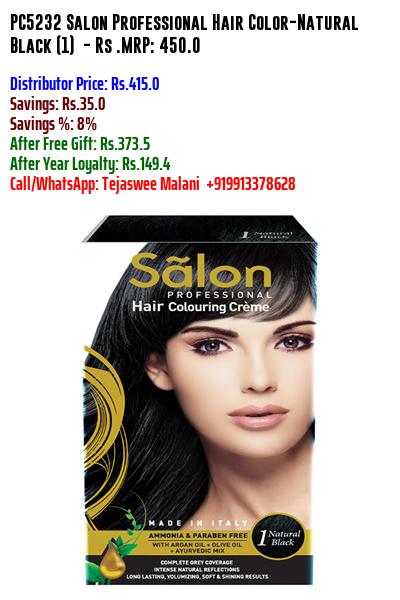 PC5232 Salon Professional Hair Color-Natural
Black (1) - Rs .MRP: 450.0
Distributor Price: Rs.415.0
Savings: Rs.35.0
Savings %: 8%
After Free Gift: Rs.373.5
After Year Loyalty: Rs.149.4
Call/WhatsApp: Tejaswee Malani +919913378628
1 Natural
Black
Sãlon
PROFESSIONAL
Hair Colouring Crème
MADE IN ITALY
AMMONIA & PARABEN FREE
WITH ARGAN OIL + OLIVE OIL
+ AYURVEDIC MIX
1 Natural
Black
COMPLETE GREY COVERAGE
INTENSE NATURAL REFLECTIONS
LONG LASTING, VOLUMIZING, SOFT & SHINING RESULTS